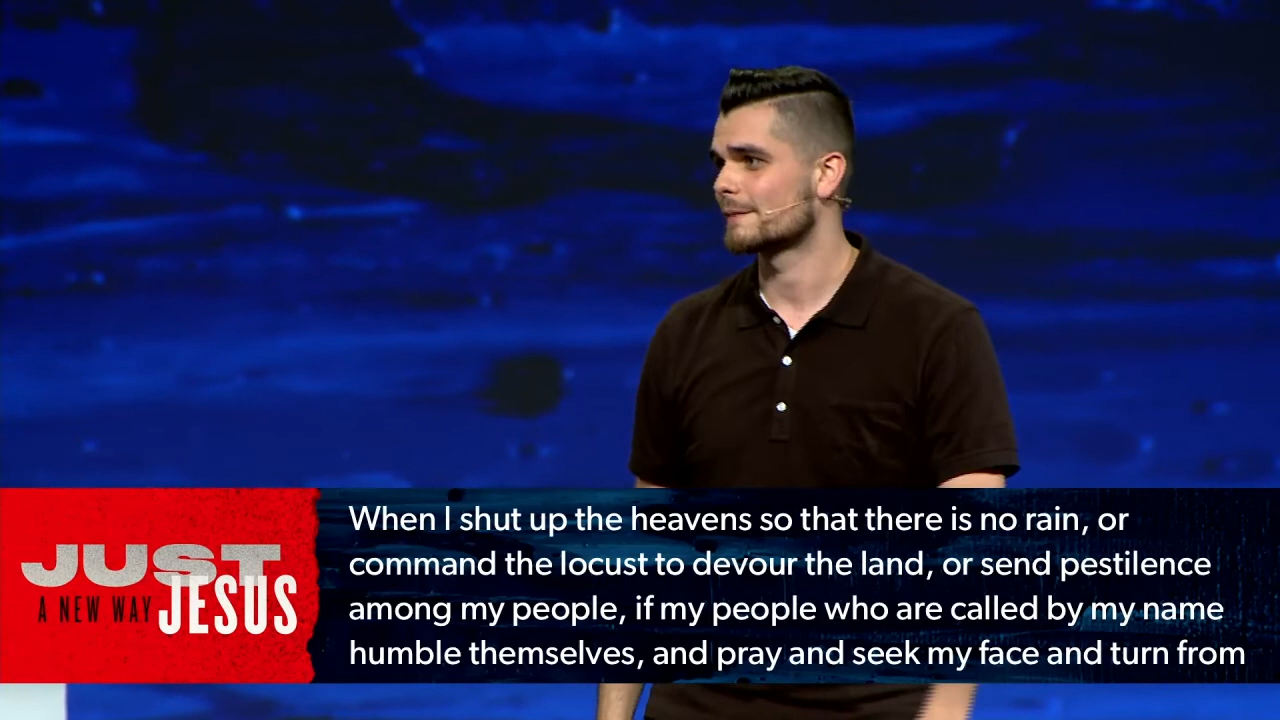 JUST
A NEW WAY JESUS
When I shut up the heavens so that there is no rain, or
command the locust to devour the land, or send pestilence
among my people, if my people who are called by my name
humble themselves, and pray and seek my face and turn from